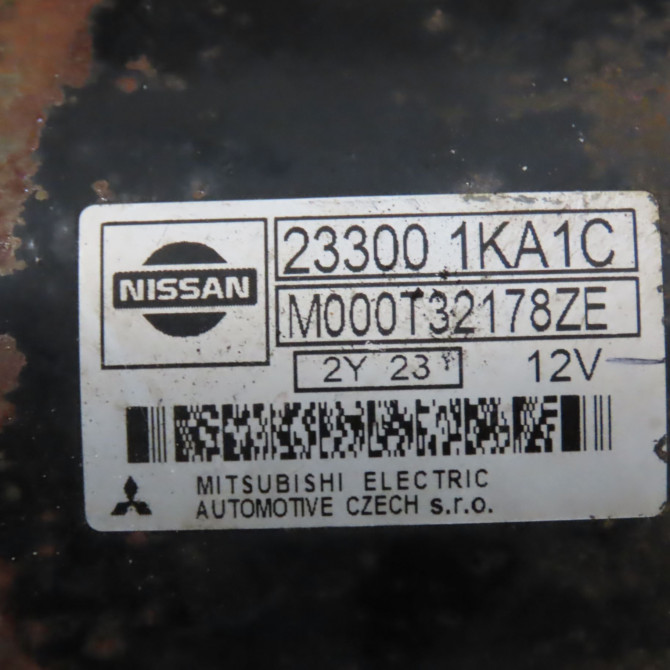 NISSAN
23300 1KA1C
M000T32178ZE
2Y 23
12V
MITSUBISHI ELECTRIC
AUTOMOTIVE CZECH s.r.o.